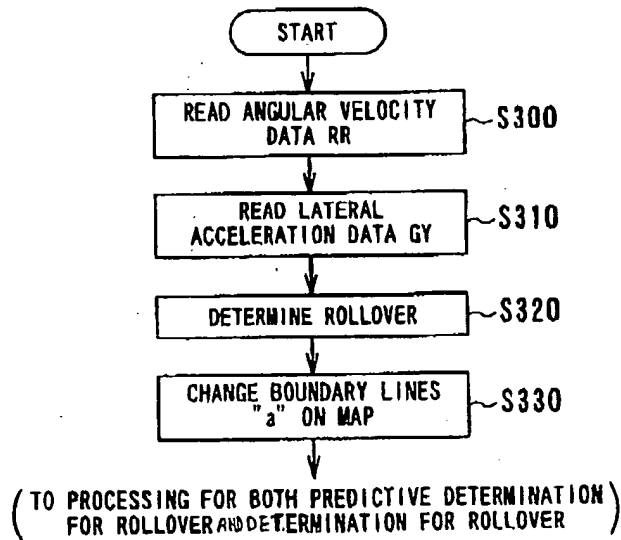 START
READ ANGULAR VELOCITY
DATA RR
S300
READ LATERAL
ACCELERATION DATA GY
S310
DETERMINE ROLLOVER
S320
CHANGE BOUNDARY LINES
"a" ON MAP
S330
(TO PROCESSING FOR BOTH PREDICTIVE DETERMINATION
FOR ROLLOVER AND DETERMINATION FOR ROLLOVER)